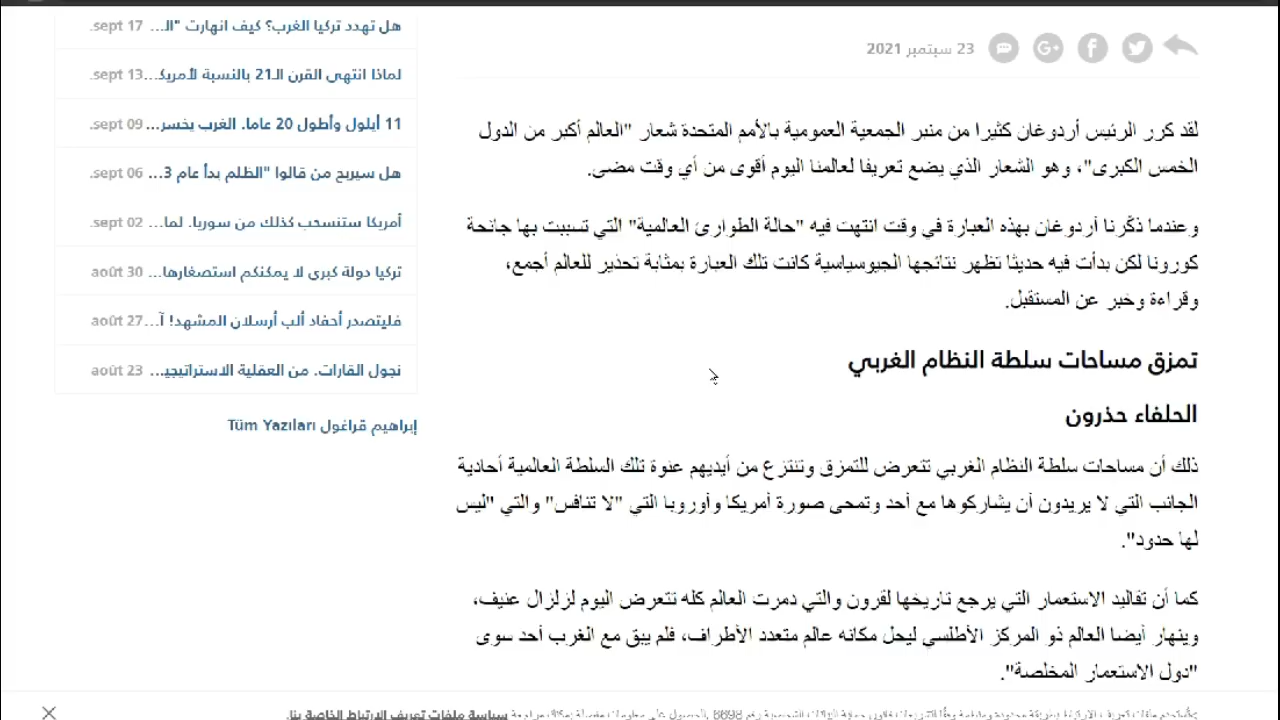 23 سبتمبر 2021
لقد كرر الرئيس أردوغان كثيرا من منبر الجمعية العمومية بالأمم المتحدة شعار "العالم أكبر من الدول
الخمس الكبرى"، وهو الشعار الذي يضع تعريفا لعالمنا اليوم أقوى من أي وقت مضى.
وعندما ذكّرنا أردوغان بهذه العبارة في وقت انتهت فيه "حالة الطوارئ العالمية" التي تسببت بها جائحة
كورونا لكن بدأت فيه حديثا تظهر نتائجها الجيوسياسية كانت تلك العبارة بمثابة تحذير للعالم أجمع،
وقراءة وخبر عن المستقبل.
تمزق مساحات سلطة النظام الغربي
الحلفاء حذرون
ذلك أن مساحات سلطة النظام الغربي تتعرض للتمزق وتنتزع من أيديهم عنوة تلك السلطة العالمية أحادية
الجانب التي لا يريدون أن يشاركوها مع أحد وتمحى صورة أمريكا وأوروبا التي "لا تنافس" والتي "ليس
لها حدود".
كما أن تقاليد الاستعمار التي يرجع تاريخها لقرون والتي دمرت العالم كله تتعرض اليوم لزلزال عنيف،
وينهار أيضا العالم ذو المركز الأطلسي ليحل مكانه عالم متعدد الأطراف، فلم يبق مع الغرب أحد سوى
"دول الاستعمار المخلصة".
هل تهدد تركيا الغرب؟ كيف انهارت "الـ... sept 17.
لماذا انتهى القرن الـ21 بالنسبة لأمريكـ... sept 13.
11 أيلول وأطول 20 عاما. الغرب يخسر... sept 09.
هل سيربح من قالوا "الظلم بدأ عام 3... sept 06.
أمريكا ستنسحب كذلك من سوريا. لما... sept 02.
تركيا دولة كبرى لا يمكنكم استصغارها... août 30
فليتصدر أحفاد ألب أرسلان المشهد! آ... août 27
نجول القارات. من العقلية الاستراتيجيـ... août 23
إبراهيم قراغول Tüm Yazıları
سياسة ملفات تعريف الارتباط الخاصة بنا.